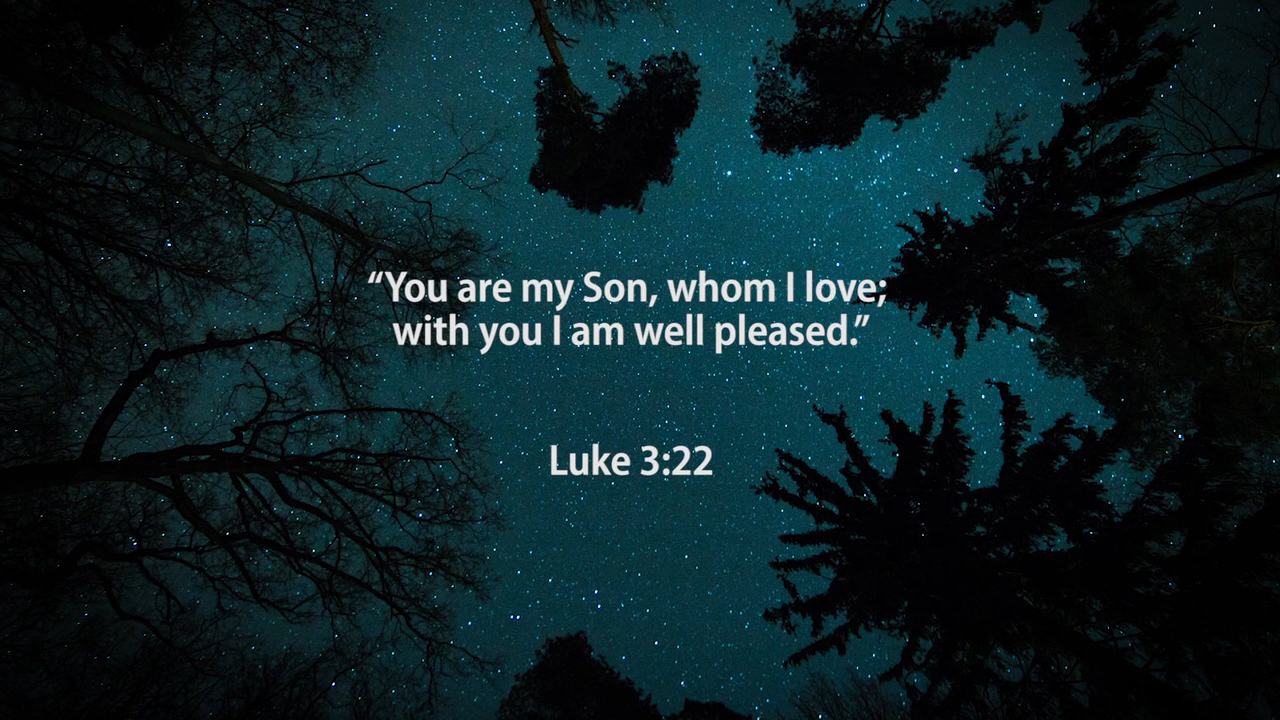 “You are my Son, whom I love;
with you I am well pleased.”
Luke 3:22